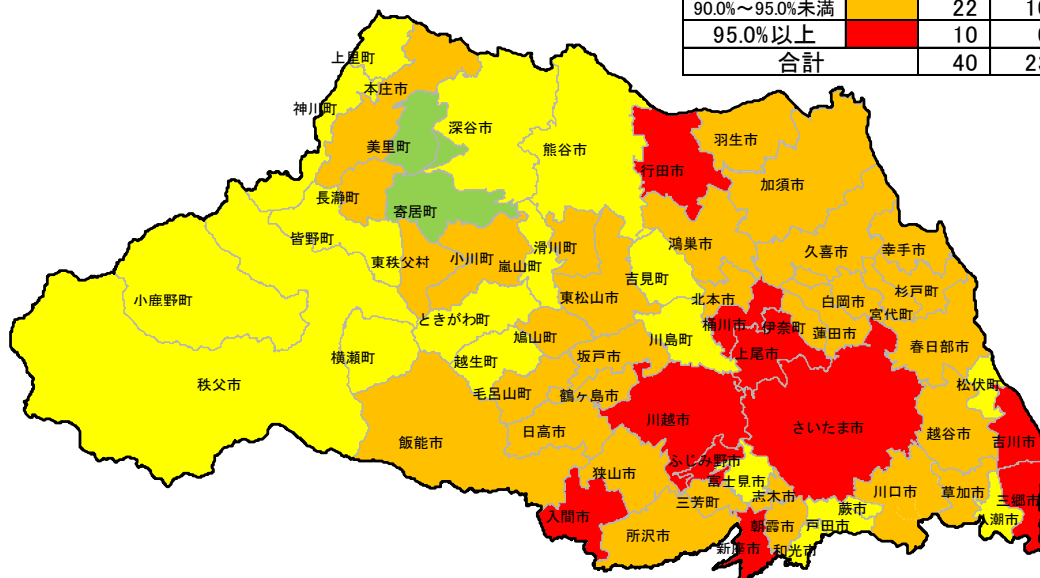 90.0%～95.0%未満 22
95.0%以上 10
合計 40
上里町
本庄市
神川町
美里町
深谷市
熊谷市
行田市
羽生市
加須市
長瀞町
寄居町
皆野町
東秩父村
小川町
嵐山町
滑川町
吉見町
鴻巣市
久喜市
幸手市
小鹿野町
東松山市
北本市
白岡市
杉戸町
宮代町
ときがわ町
鳩山町
川島町
桶川市
伊奈町
蓮田市
横瀬町
越生町
坂戸市
上尾市
春日部市
秩父市
毛呂山町
鶴ヶ島市
松伏町
飯能市
日高市
川越市
さいたま市
越谷市
吉川市
狭山市
ふじみ野市
富士見市
三芳町
志木市
川口市
草加市
三郷市
入間市
所沢市
朝霞市
蕨市
戸田市
八潮市
新座市
和光市